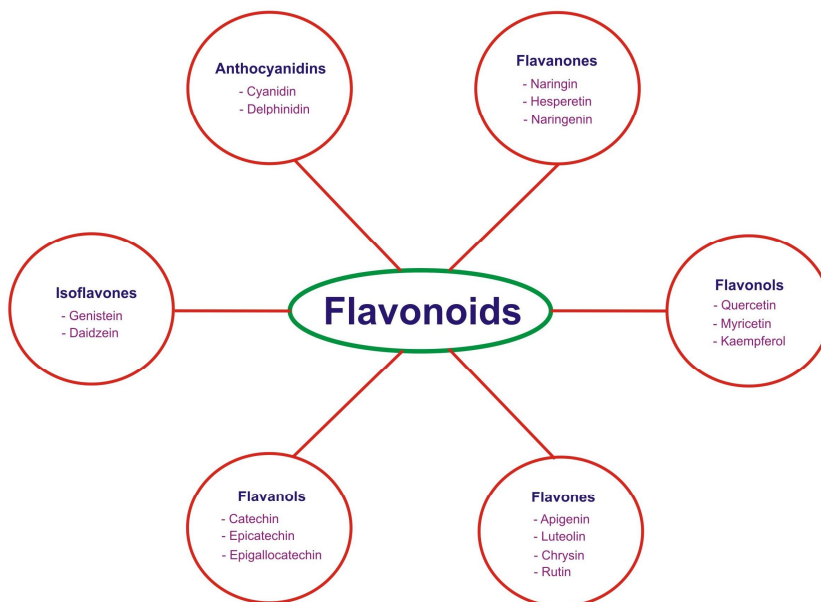 Anthocyanidins
- Cyanidin
- Delphinidin
Flavanones
- Naringin
- Hesperetin
- Naringenin
Isoflavones
- Genistein
- Daidzein
Flavonoids
Flavonols
- Quercetin
- Myricetin
- Kaempferol
Flavanols
- Catechin
- Epicatechin
- Epigallocatechin
Flavones
- Apigenin
- Luteolin
- Chrysin
- Rutin